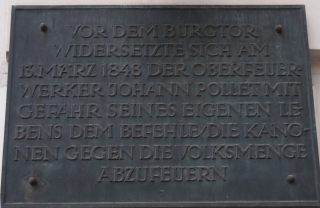 VOR DEM BURGTOR
WIDERSETZTE SICH AM
13. MÄRZ 1848 DER OBERFEUER-
WERKER JOHANN POLLET MIT
GEFAHR SEINES EIGENEN LE-
BENS DEM BEFEHLE, DIE KANO-
NEN GEGEN DIE VOLKSMENGE
ABZUFEUERN